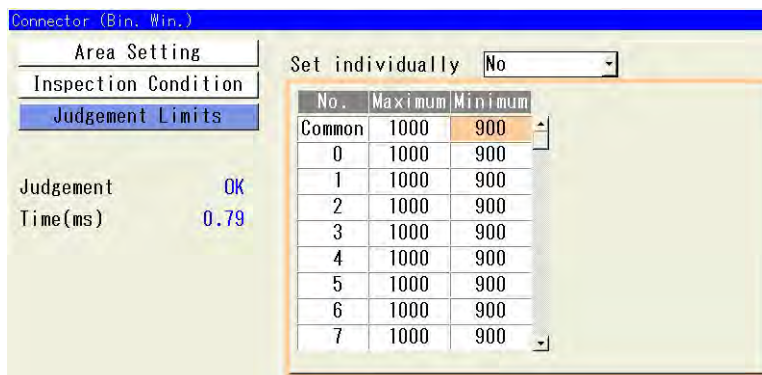 Connector (Bin. Win.)
Area Setting
Inspection Condition
Judgement Limits
Judgement OK
Time(ms) 0.79
Set individually No
No. Maximum Minimum
Common 1000 900
0 1000 900
1 1000 900
2 1000 900
3 1000 900
4 1000 900
5 1000 900
6 1000 900
7 1000 900